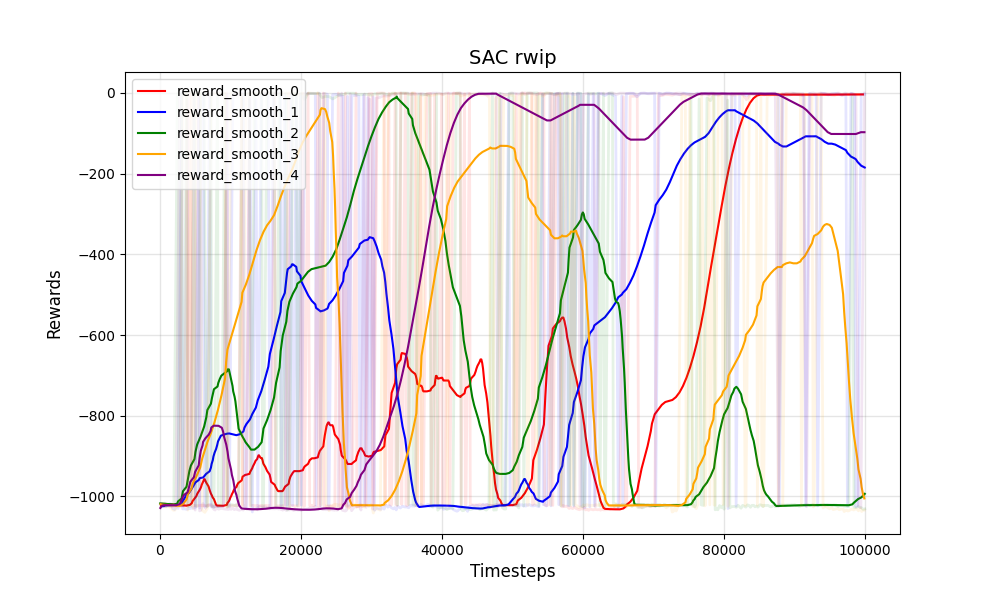 SAC rwip
reward_smooth_0
reward_smooth_1
reward_smooth_2
reward_smooth_3
reward_smooth_4
0
−200
−400
−600
−800
−1000
Rewards
0 20000 40000 60000 80000 100000
Timesteps